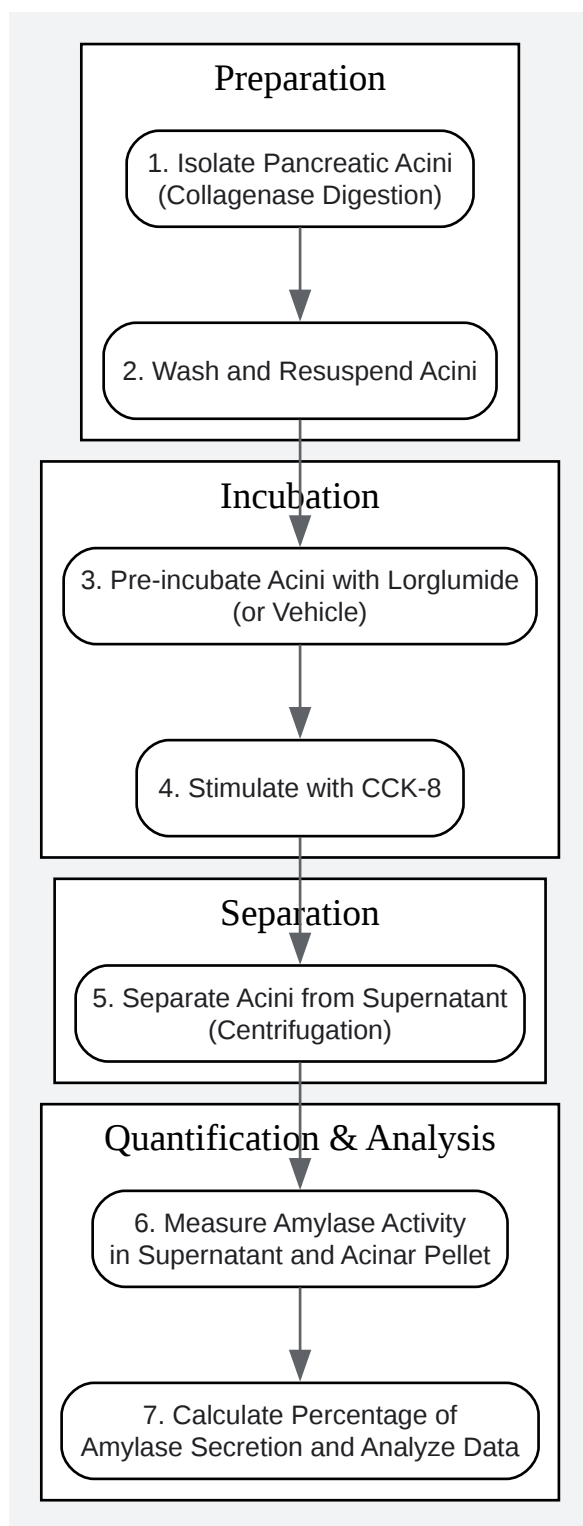 Preparation
1. Isolate Pancreatic Acini
(Collagenase Digestion)
2. Wash and Resuspend Acini
Incubation
3. Pre-incubate Acini with Lorglumide
(or Vehicle)
4. Stimulate with CCK-8
Separation
5. Separate Acini from Supernatant
(Centrifugation)
Quantification & Analysis
6. Measure Amylase Activity
in Supernatant and Acinar Pellet
7. Calculate Percentage of
Amylase Secretion and Analyze Data